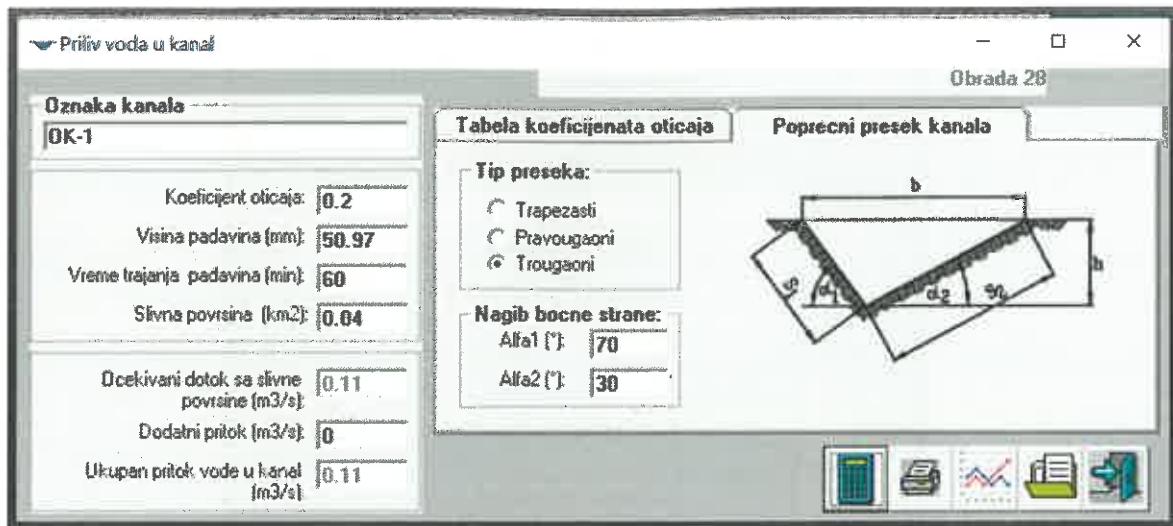 Priliv voda u kanal
Obrada 28
Oznaka kanala
OK-1
Koeficijent oticaja: 0.2
Visina padavina (mm): 50.97
Vreme trajanja padavina (min): 60
Slivna povrsina (km2): 0.04
Ocekivani dotok sa slivne
povrsine (m3/s): 0.11
Dodatni pritok (m3/s): 0
Ukupan pritok vode u kanal
(m3/s) 0.11
Tabela koeficijenata oticaja
Poprecni presek kanala
Tip preseka:
Trapezasti
Pravougaoni
Trougaoni
Nagib bocne strane:
Alfa1 (°): 70
Alfa2 (°): 30
b
h
α1
α2